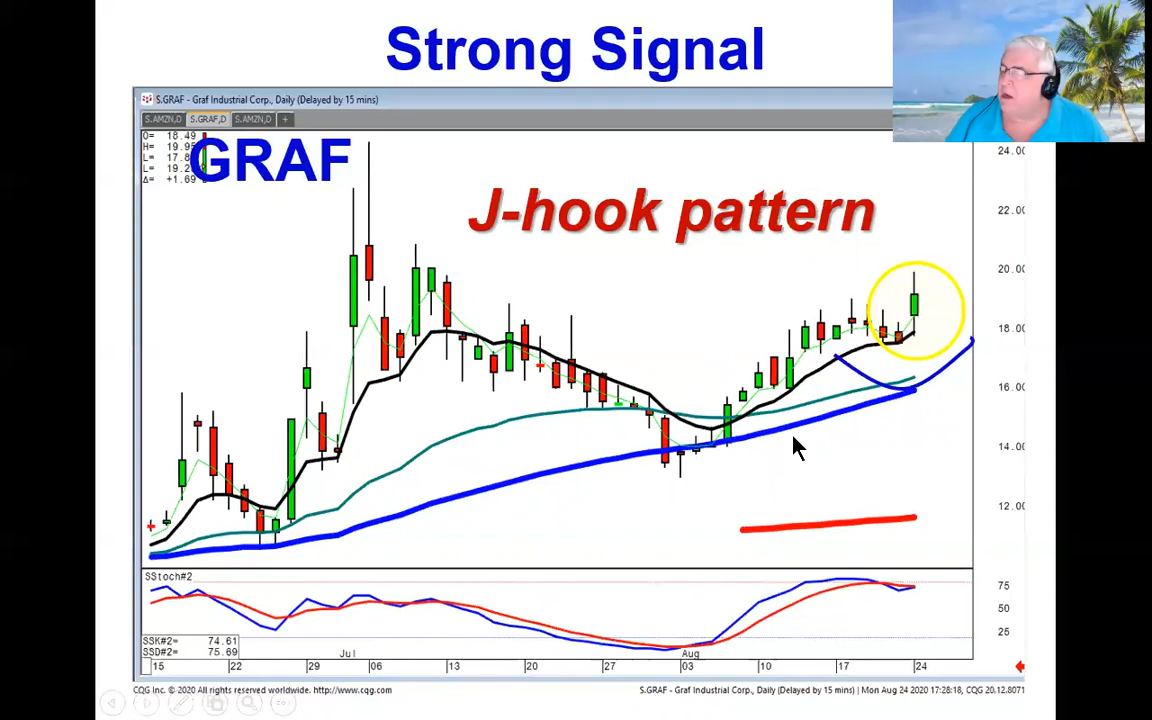 Strong Signal
S.GRAF - Graf Industrial Corp., Daily (Delayed by 15 mins)
S.AMZN,D S.GRAF,D S.AMZN,D +
O= 18.49
H= 19.95
L= 17.8
L= 19.2
Δ= +1.69
GRAF
J-hook pattern
24.00
22.00
20.00
18.00
16.00
14.00
12.00
SStoch#2
75
50
25
SSK#2= 74.61
SSD#2= 75.69
Jul Aug
15 22 29 06 13 20 27 03 10 17 24
CQG Inc. © 2020 All rights reserved worldwide. http://www.cqg.com
S.GRAF - Graf Industrial Corp., Daily (Delayed by 15 mins) | Mon Aug 24 2020 17:28:18, CQG 20.12.8071